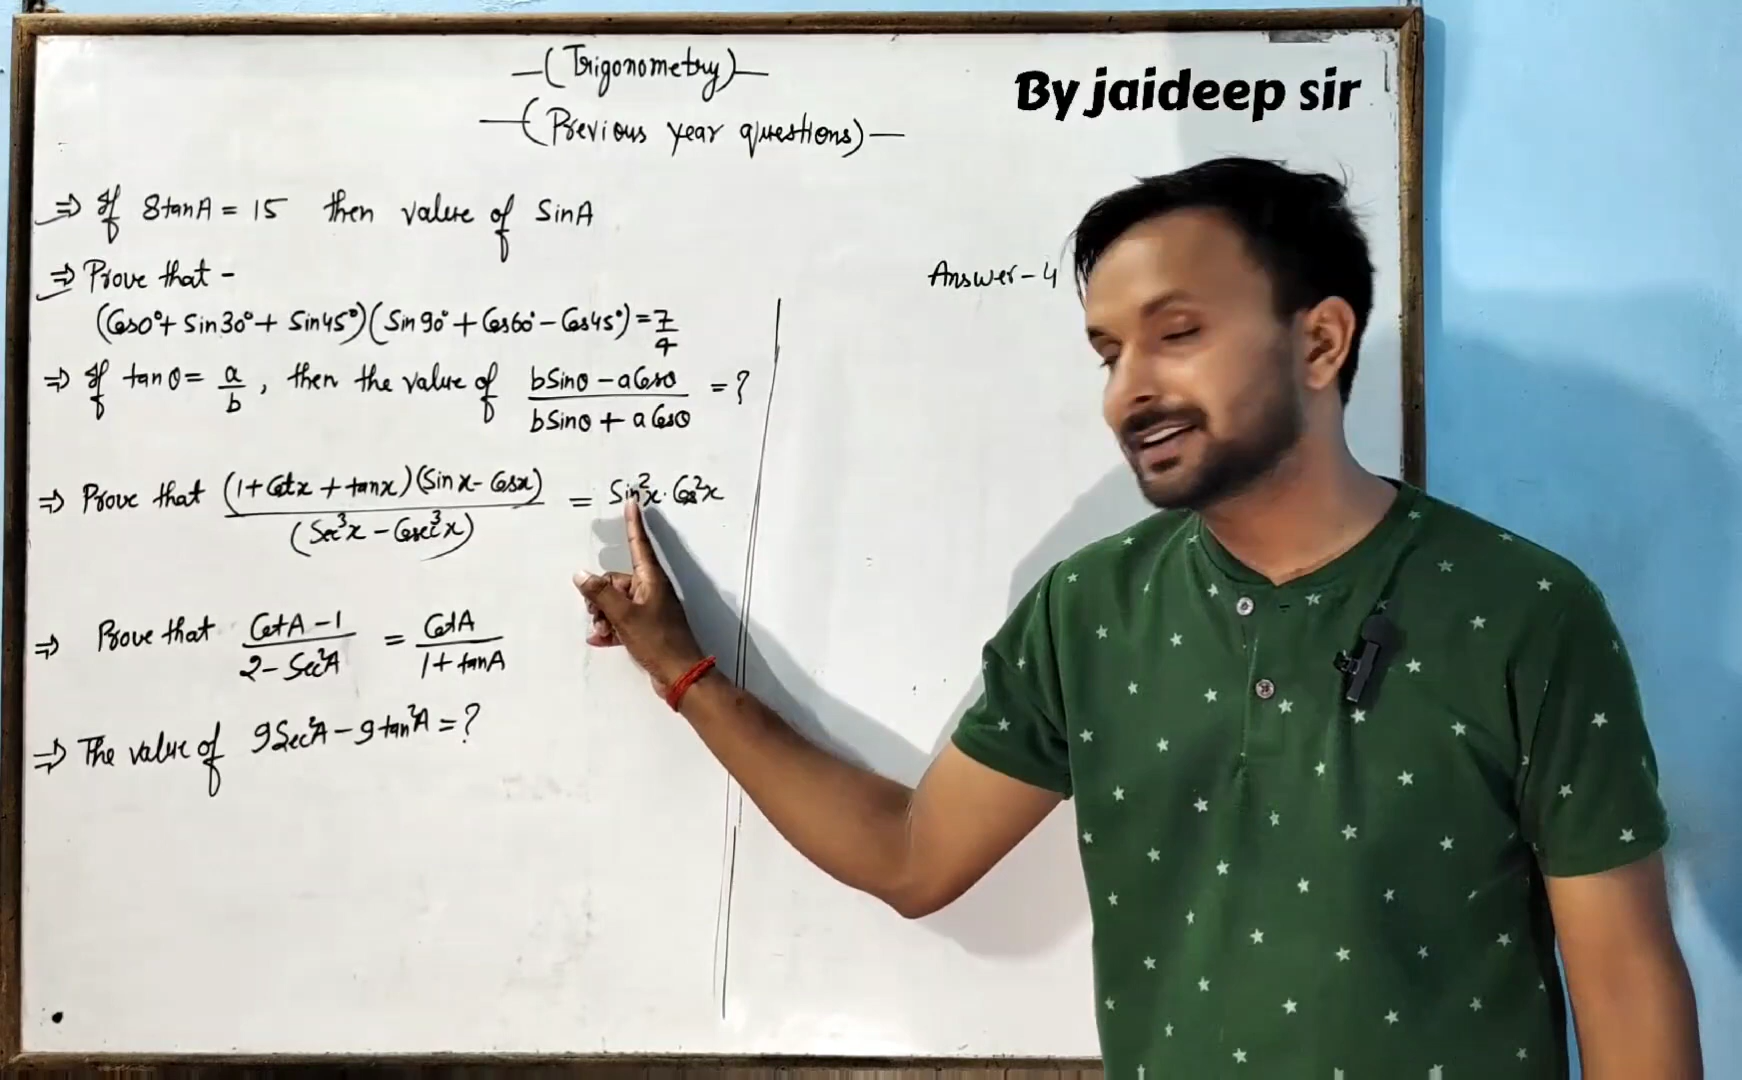 —(Trigonometry)—
—(Previous year questions)—
By jaideep sir
⇒ If 8tanA = 15 then value of SinA
⇒ Prove that -
(Cos0° + Sin30° + Sin45°)(Sin90° + Cos60° - Cos45°) = 7/4
⇒ If tanθ = a/b, then the value of (bSinθ - aCosθ)/(bSinθ + aCosθ) = ?
⇒ Prove that (1+Cotx + tanx)(Sinx - Cosx)/(Sec³x - Cosec³x) = Sin²x · Cos²x
⇒ Prove that (CotA - 1)/(2 - Sec²A) = CotA/(1 + tanA)
⇒ The value of 9Sec²A - 9tan²A = ?
Answer - 4